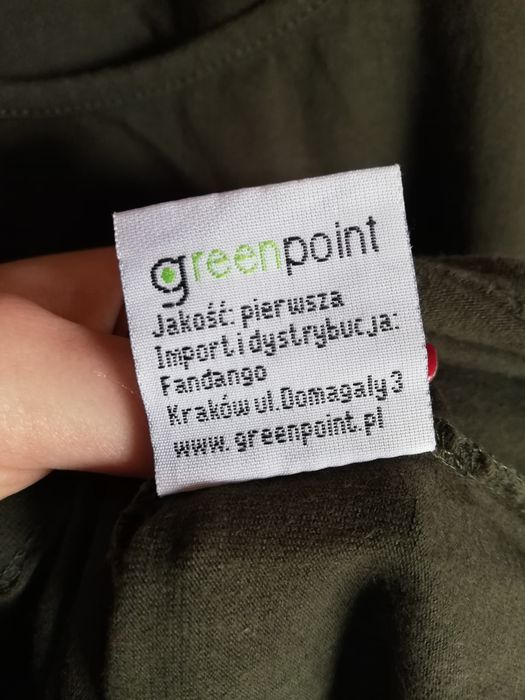 greenpoint
Jakość: pierwsza
Import i dystrybucja:
Fandango
Kraków ul. Domagały 3
www. greenpoint.pl